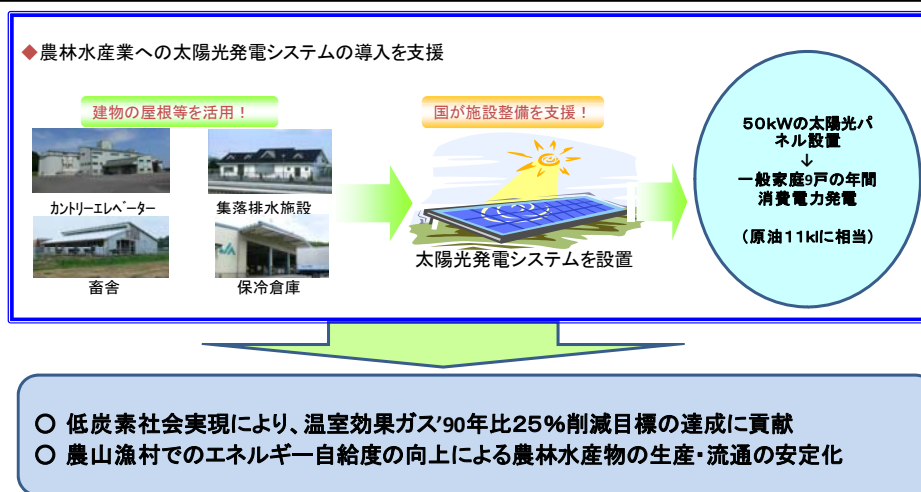 ◆農林水産業への太陽光発電システムの導入を支援
建物の屋根等を活用！
国が施設整備を支援！
ｶﾝﾄﾘｰｴﾚﾍﾞｰﾀｰ
集落排水施設
畜舎
保冷倉庫
太陽光発電システムを設置
５０ｋＷの太陽光パ
ネル設置
↓
一般家庭9戸の年間
消費電力発電
（原油１１ｋｌに相当）
○ 低炭素社会実現により、温室効果ガス’90年比２５％削減目標の達成に貢献
○ 農山漁村でのエネルギー自給度の向上による農林水産物の生産・流通の安定化